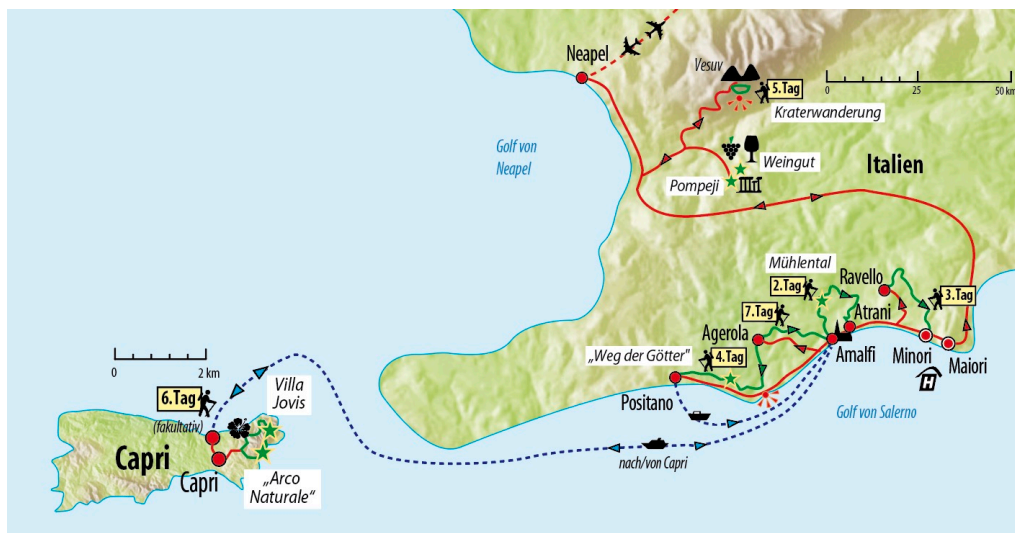 Neapel
Vesuv
5.Tag
Kraterwanderung
0 25 50 km
Golf von
Neapel
Weingut
Pompeji
Italien
Mühlental
2.Tag
Ravello
3.Tag
7.Tag
Atrani
Agerola
Amalfi
Minori
Maiori
H
„Weg der Götter"
4.Tag
Positano
Golf von Salerno
nach/von Capri
0 2 km
6.Tag
(fakultativ)
Villa
Jovis
Capri
Capri
„Arco
Naturale“